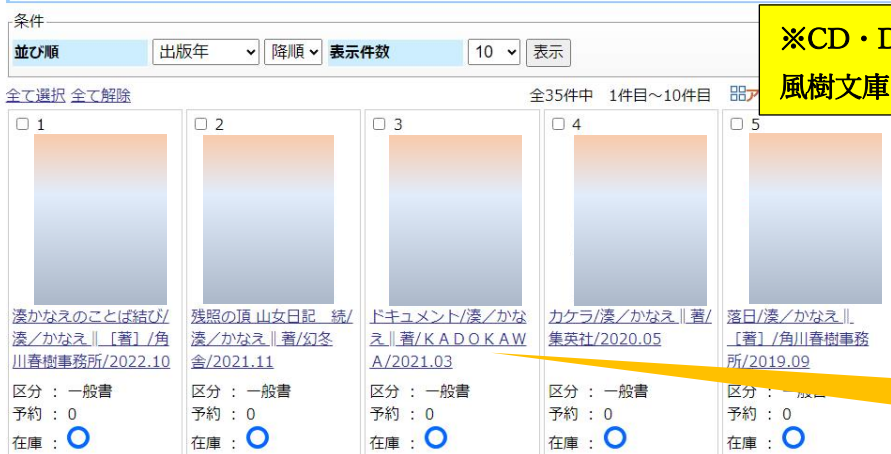 条件
並び順 出版年 降順 表示件数 10 表示
※CD・D
風樹文庫
全て選択 全て解除 全35件中 1件目～10件目 ア
1
湊かなえのことば結び/
湊／かなえ‖［著］/角
川春樹事務所/2022.10
区分 ： 一般書
予約 ： 0
在庫 ：
2
残照の頂 山女日記 続/
湊／かなえ‖著/幻冬
舎/2021.11
区分 ： 一般書
予約 ： 0
在庫 ：
3
ドキュメント/湊／かな
え‖著/ＫＡＤＯＫＡＷ
Ａ/2021.03
区分 ： 一般書
予約 ： 0
在庫 ：
4
カケラ/湊／かなえ‖著/
集英社/2020.05
区分 ： 一般書
予約 ： 0
在庫 ：
5
落日/湊／かなえ‖
［著］/角川春樹事務
所/2019.09
区分 ： 一般書
予約 ： 0
在庫 ：